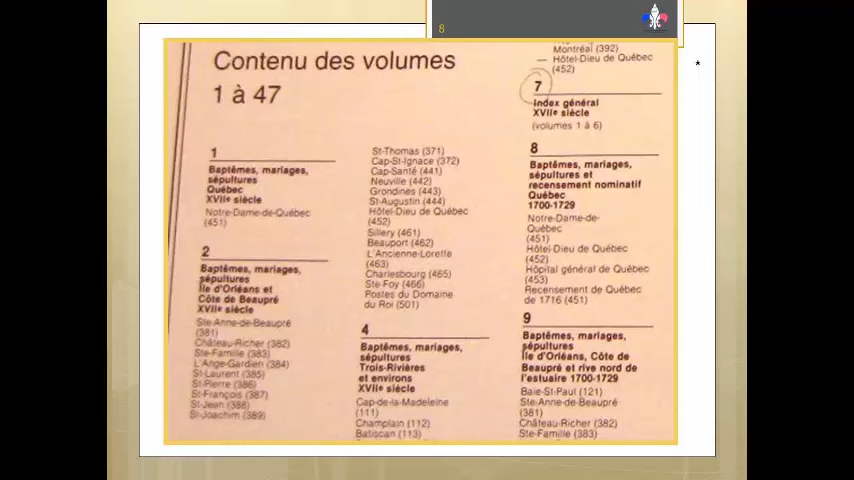 8
Contenu des volumes
1 à 47
1
Baptêmes, mariages,
sépultures
Québec
XVIIe siècle
Notre-Dame-de-Québec
(451)
2
Baptêmes, mariages,
sépultures
Île d'Orléans et
Côte de Beaupré
XVIIe siècle
Ste-Anne-de-Beaupré
(381)
Château-Richer (382)
Ste-Famille (383)
L'Ange-Gardien (384)
St-Laurent (385)
St-Pierre (386)
St-François (387)
St-Jean (388)
St-Joachim (389)
St-Thomas (371)
Cap-St-Ignace (372)
Cap-Santé (441)
Neuville (442)
Grondines (443)
St-Augustin (444)
Hôtel-Dieu de Québec
(452)
Sillery (461)
Beauport (462)
L'Ancienne-Lorette
(463)
Charlesbourg (465)
Ste-Foy (466)
Postes du Domaine
du Roi (501)
4
Baptêmes, mariages,
sépultures
Trois-Rivières
et environs
XVIIe siècle
Cap-de-la-Madeleine
(111)
Champlain (112)
Batiscan (113)
Montréal (392)
— Hôtel-Dieu de Québec
(452)
7
Index général
XVIIe siècle
(volumes 1 à 6)
8
Baptêmes, mariages,
sépultures et
recensement nominatif
Québec
1700-1729
Notre-Dame-de-
Québec
(451)
Hôtel-Dieu de Québec
(452)
Hôpital général de Québec
(453)
Recensement de Québec
de 1716 (451)
9
Baptêmes, mariages,
sépultures
Île d'Orléans, Côte de
Beaupré et rive nord de
l'estuaire 1700-1729
Baie-St-Paul (121)
Ste-Anne-de-Beaupré
(381)
Château-Richer (382)
Ste-Famille (383)
*